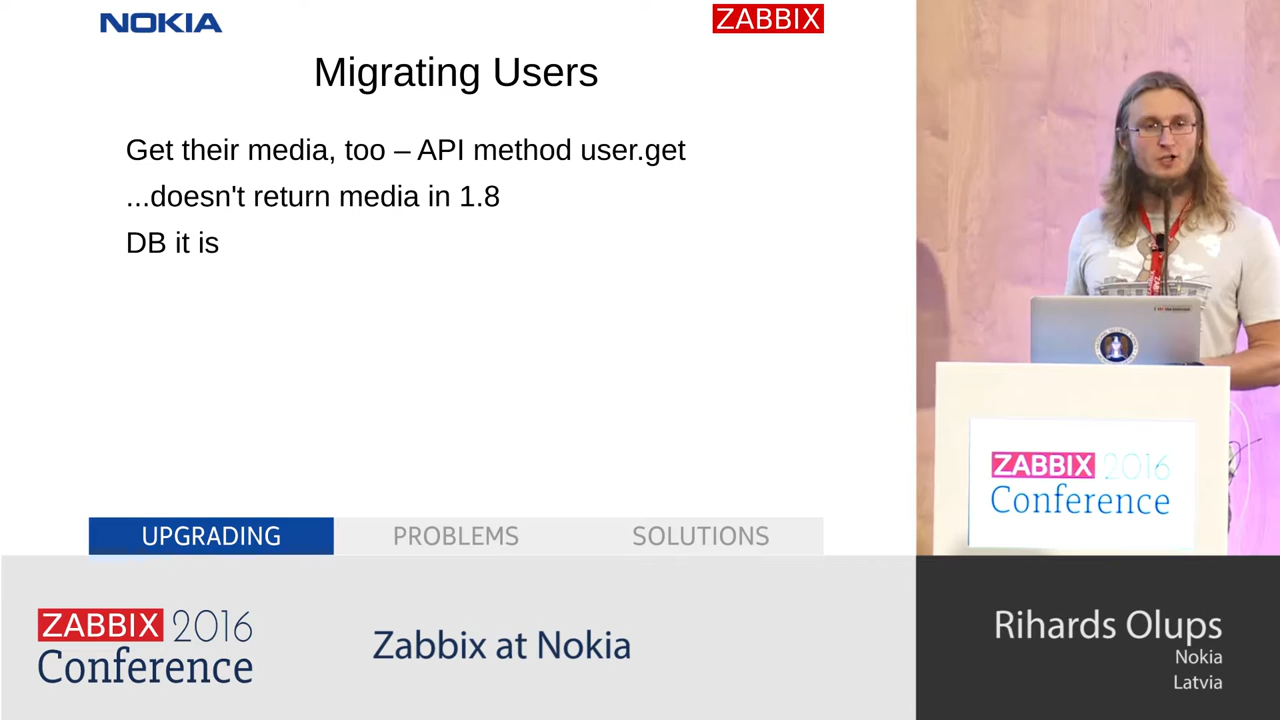 NOKIA
ZABBIX
Migrating Users
Get their media, too – API method user.get
...doesn't return media in 1.8
DB it is
UPGRADING
PROBLEMS
SOLUTIONS
ZABBIX 2016
Conference
ZABBIX 2016
Conference
Zabbix at Nokia
Rihards Olups
Nokia
Latvia